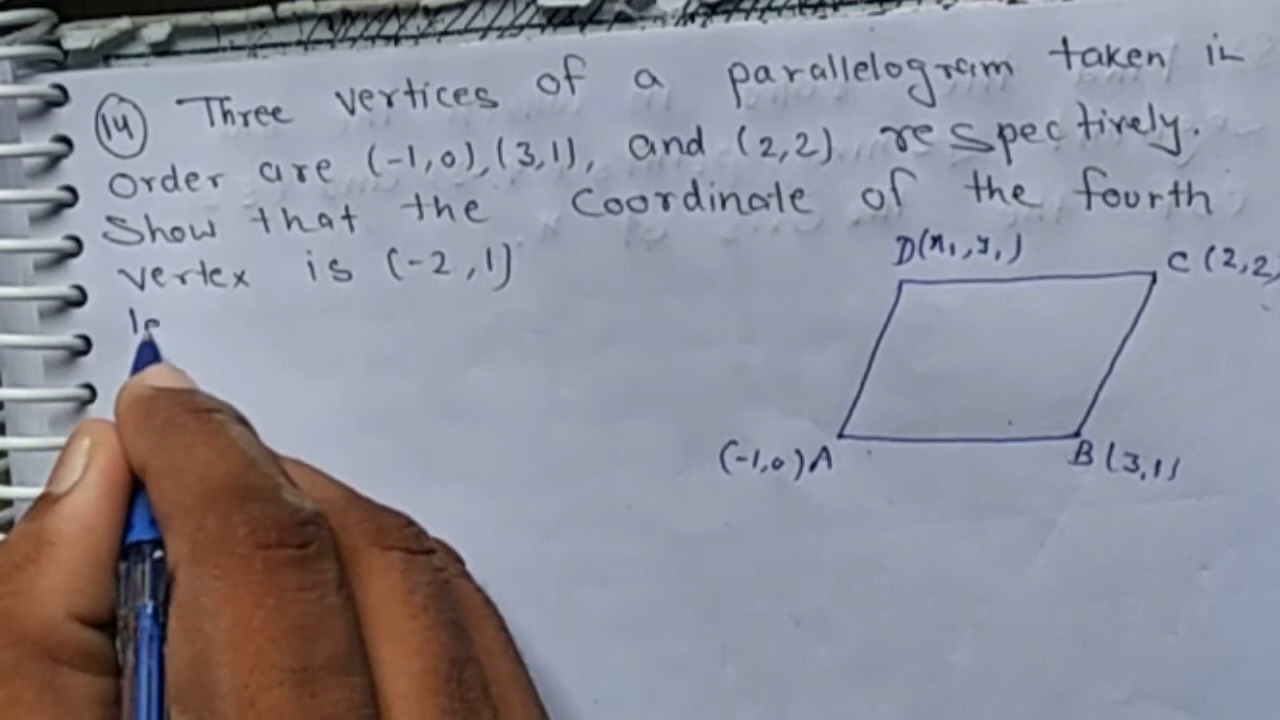 (14) Three vertices of a parallelogram taken in
Order are (-1,0),(3,1), and (2,2) respectively.
Show that the Coordinate of the fourth
vertex is (-2,1)
le
D(x₁,y₁)
C(2,2)
(-1,0)A
B(3,1)